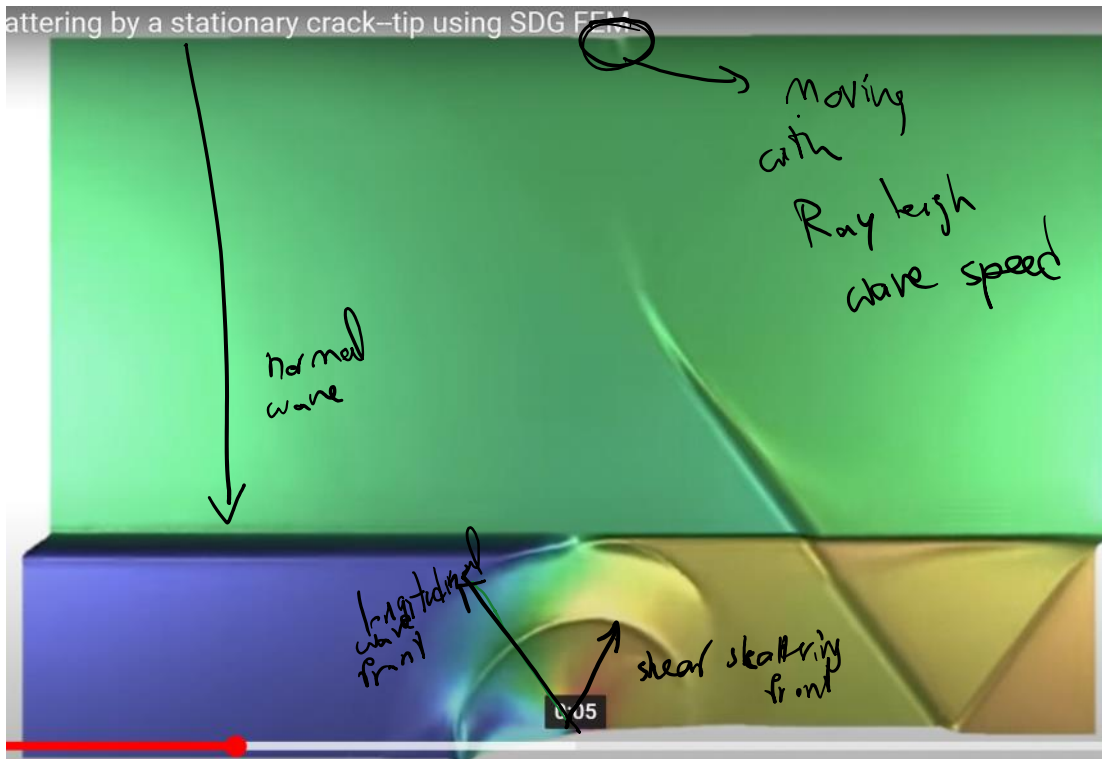 attering by a stationary crack--tip using SDG FEM
moving
with
Rayleigh
wave speed
normal
wave
longitudinal
wave
front
shear skattering
front
0:05